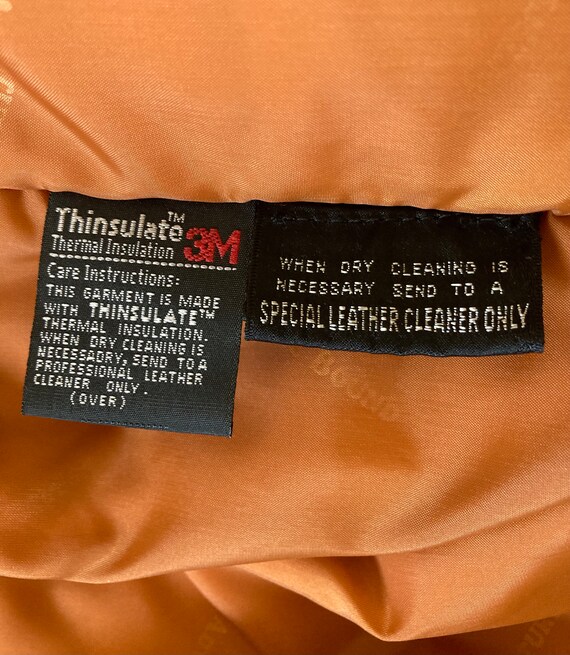 Thinsulate™ 3M
Thermal Insulation
Care Instructions:
THIS GARMENT IS MADE
WITH THINSULATE™
THERMAL INSULATION.
WHEN DRY CLEANING IS
NECESSADRY, SEND TO A
PROFESSIONAL LEATHER
CLEANER ONLY.
(OVER)
WHEN DRY CLEANING IS
NECESSARY SEND TO A
SPECIAL LEATHER CLEANER ONLY